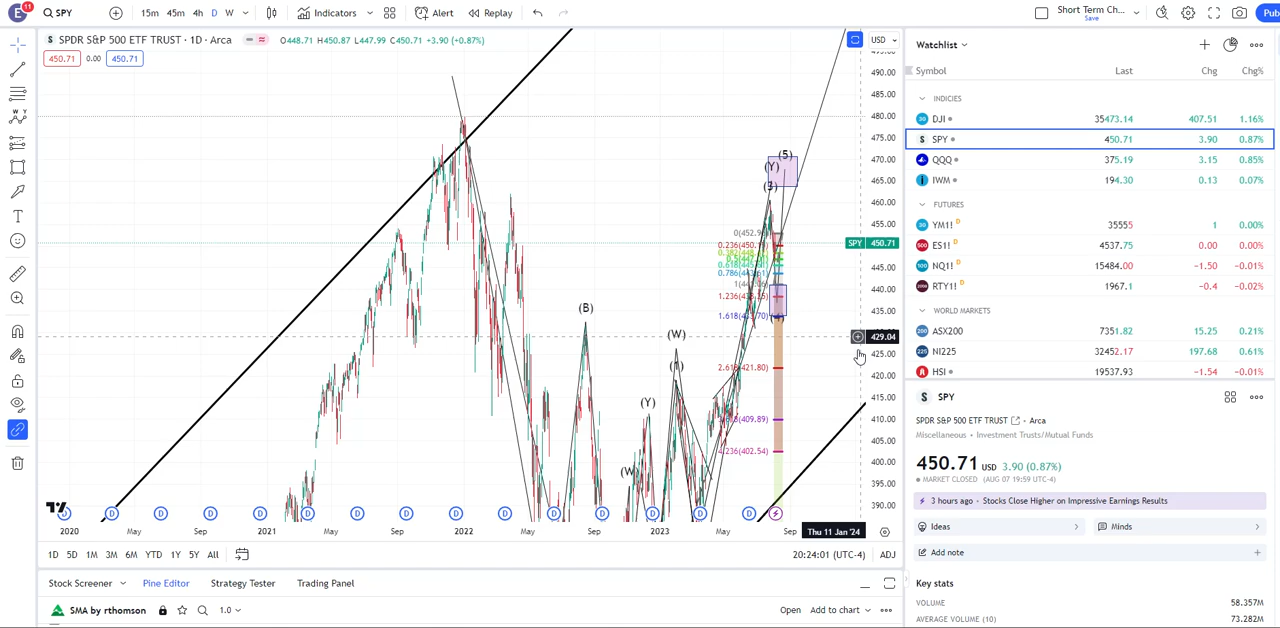 E 11 SPY 15m 45m 4h D W Indicators Alert Replay Short Term Ch... Save Pub
S SPDR S&P 500 ETF TRUST · 1D · Arca O448.71 H450.87 L447.99 C450.71 +3.90 (+0.87%) USD
450.71 0.00 450.71
490.00
485.00
480.00
475.00
470.00
465.00
460.00
455.00
SPY 450.71
445.00
440.00
435.00
429.04
425.00
420.00
415.00
410.00
405.00
400.00
395.00
390.00
(5)
(Y)
(3)
(B)
(W)
(1)
(Y)
2020 May Sep 2021 May Sep 2022 May Sep 2023 May Sep Thu 11 Jan '24
1D 5D 1M 3M 6M YTD 1Y 5Y All 20:24:01 (UTC-4) ADJ
Stock Screener Pine Editor Strategy Tester Trading Panel
SMA by rthomson 1.0 Open Add to chart
Watchlist
Symbol Last Chg Chg%
INDICIES
DJI 35473.14 407.51 1.16%
SPY 450.71 3.90 0.87%
QQQ 375.19 3.15 0.85%
IWM 194.30 0.13 0.07%
FUTURES
YM1! D 35555 1 0.00%
ES1! D 4537.75 0.00 0.00%
NQ1! D 15484.00 -1.50 -0.01%
RTY1! D 1967.1 -0.4 -0.02%
WORLD MARKETS
ASX200 7351.82 15.25 0.21%
NI225 32452.17 197.68 0.61%
HSI 19537.93 -1.54 -0.01%
S SPY
SPDR S&P 500 ETF TRUST · Arca
Miscellaneous • Investment Trusts/Mutual Funds
450.71 USD 3.90 (0.87%)
MARKET CLOSED (AUG 07 19:59 UTC-4)
3 hours ago · Stocks Close Higher on Impressive Earnings Results
Ideas Minds
Add note
Key stats
VOLUME 58.357M
AVERAGE VOLUME (10) 73.282M